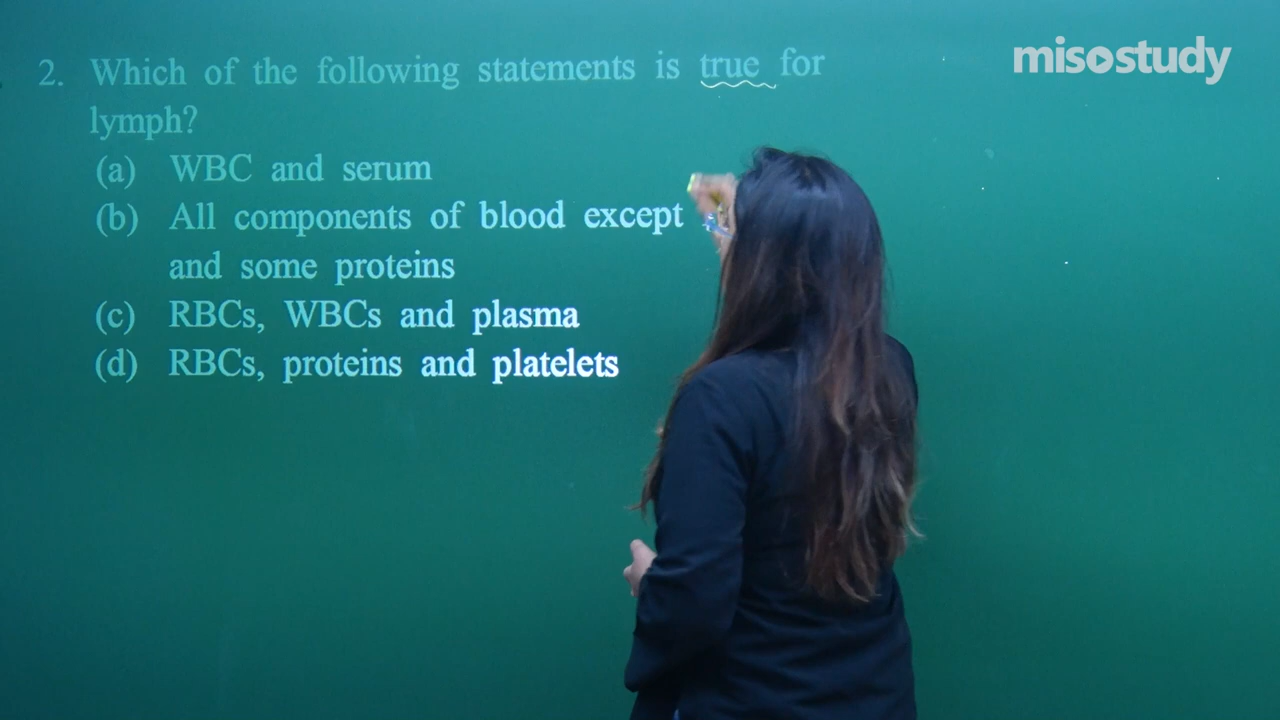 misostudy
2. Which of the following statements is true for
lymph?
(a) WBC and serum
(b) All components of blood except
and some proteins
(c) RBCs, WBCs and plasma
(d) RBCs, proteins and platelets